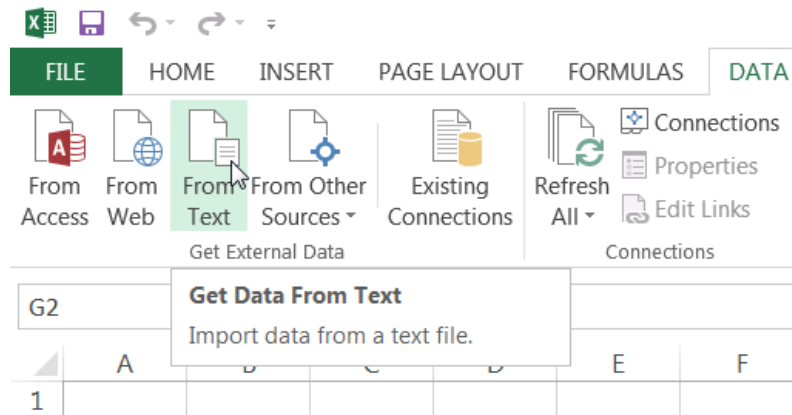 FILE HOME INSERT PAGE LAYOUT FORMULAS DATA
From Access
From Web
From Text
From Other Sources
Existing Connections
Refresh All
Connections
Properties
Edit Links
Get External Data
Connections
G2
Get Data From Text
Import data from a text file.
A E F
1